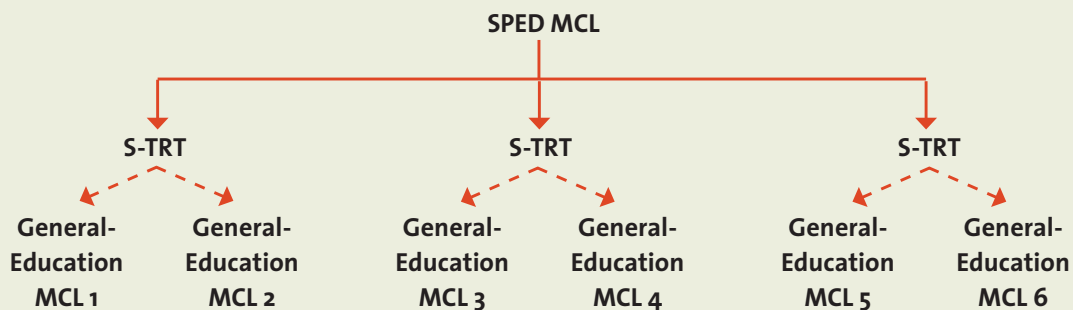 SPED MCL
S-TRT
S-TRT
S-TRT
General-
Education
MCL 1
General-
Education
MCL 2
General-
Education
MCL 3
General-
Education
MCL 4
General-
Education
MCL 5
General-
Education
MCL 6